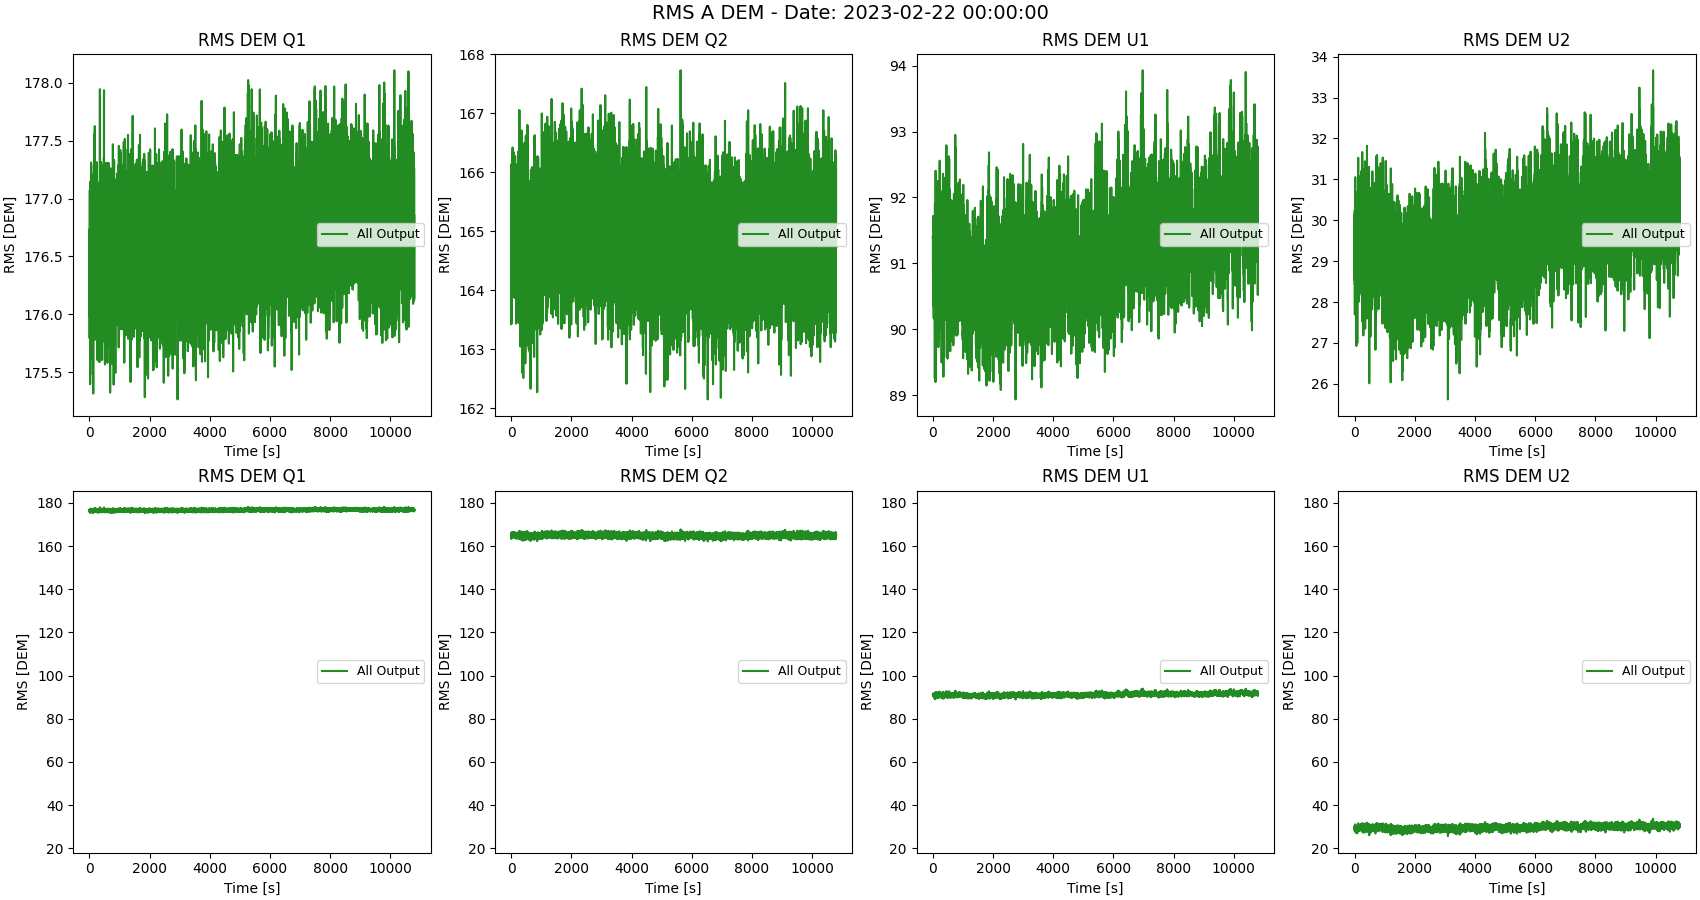 RMS A DEM - Date: 2023-02-22 00:00:00
RMS DEM Q1
RMS [DEM]
178.0
177.5
177.0
176.5
176.0
175.5
All Output
0 2000 4000 6000 8000 10000
Time [s]
RMS DEM Q2
RMS [DEM]
168
167
166
165
164
163
162
All Output
0 2000 4000 6000 8000 10000
Time [s]
RMS DEM U1
RMS [DEM]
94
93
92
91
90
89
All Output
0 2000 4000 6000 8000 10000
Time [s]
RMS DEM U2
RMS [DEM]
34
33
32
31
30
29
28
27
26
All Output
0 2000 4000 6000 8000 10000
Time [s]
RMS DEM Q1
RMS [DEM]
180
160
140
120
100
80
60
40
20
All Output
0 2000 4000 6000 8000 10000
Time [s]
RMS DEM Q2
RMS [DEM]
180
160
140
120
100
80
60
40
20
All Output
0 2000 4000 6000 8000 10000
Time [s]
RMS DEM U1
RMS [DEM]
180
160
140
120
100
80
60
40
20
All Output
0 2000 4000 6000 8000 10000
Time [s]
RMS DEM U2
RMS [DEM]
180
160
140
120
100
80
60
40
20
All Output
0 2000 4000 6000 8000 10000
Time [s]